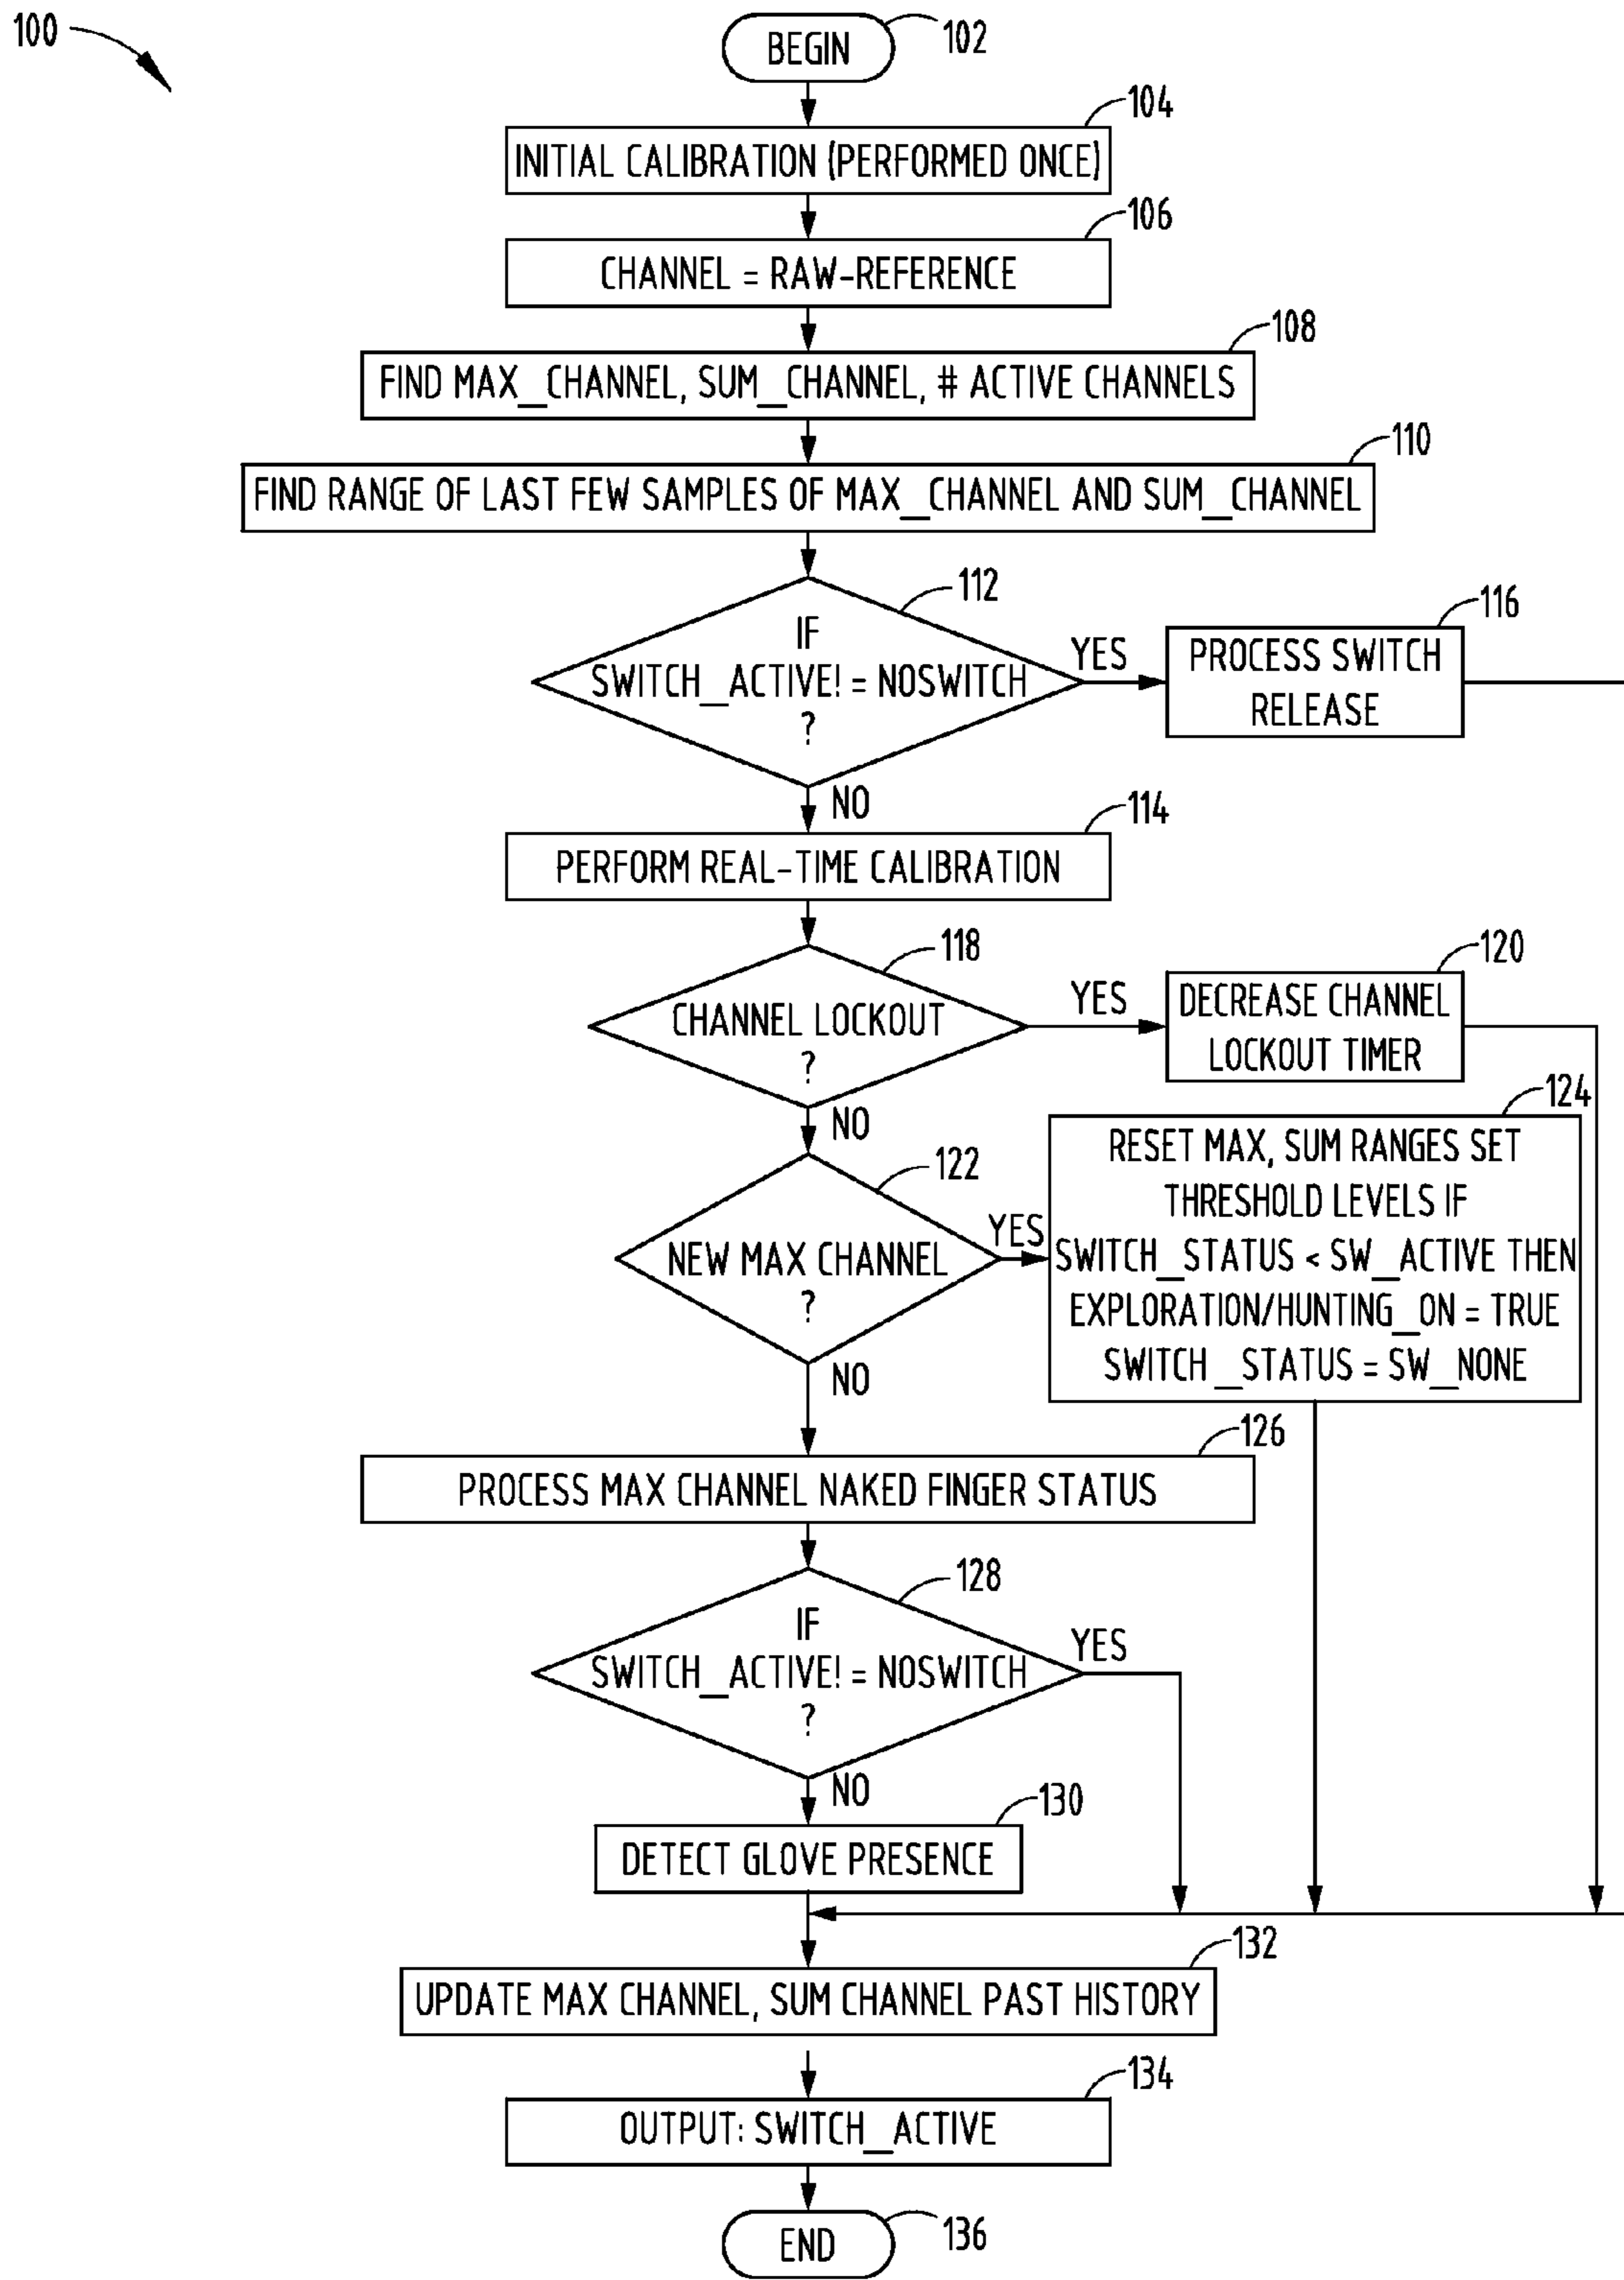 100
BEGIN
102
104
INITIAL CALIBRATION (PERFORMED ONCE)
106
CHANNEL = RAW-REFERENCE
108
FIND MAX_CHANNEL, SUM_CHANNEL, # ACTIVE CHANNELS
110
FIND RANGE OF LAST FEW SAMPLES OF MAX_CHANNEL AND SUM_CHANNEL
112
IF
SWITCH_ACTIVE! = NOSWITCH
?
YES
116
PROCESS SWITCH
RELEASE
NO
114
PERFORM REAL-TIME CALIBRATION
118
CHANNEL LOCKOUT
?
YES
120
DECREASE CHANNEL
LOCKOUT TIMER
NO
122
NEW MAX CHANNEL
?
YES
124
RESET MAX, SUM RANGES SET
THRESHOLD LEVELS IF
SWITCH_STATUS < SW_ACTIVE THEN
EXPLORATION/HUNTING_ON = TRUE
SWITCH_STATUS = SW_NONE
NO
126
PROCESS MAX CHANNEL NAKED FINGER STATUS
128
IF
SWITCH_ACTIVE! = NOSWITCH
?
YES
NO
130
DETECT GLOVE PRESENCE
132
UPDATE MAX CHANNEL, SUM CHANNEL PAST HISTORY
134
OUTPUT: SWITCH_ACTIVE
END
136